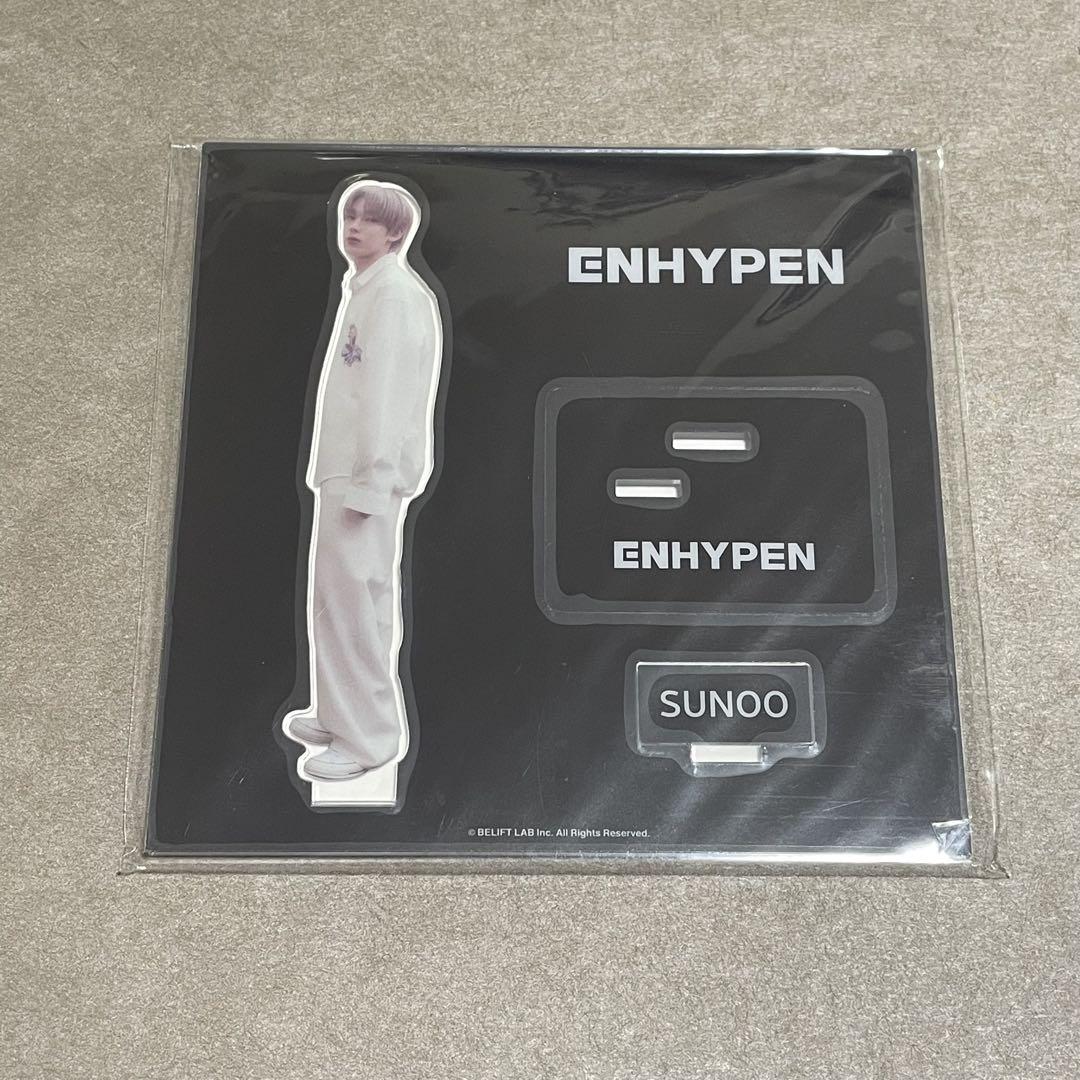 ENHYPEN
ENHYPEN
SUNOO
© BELIFT LAB Inc. All Rights Reserved.